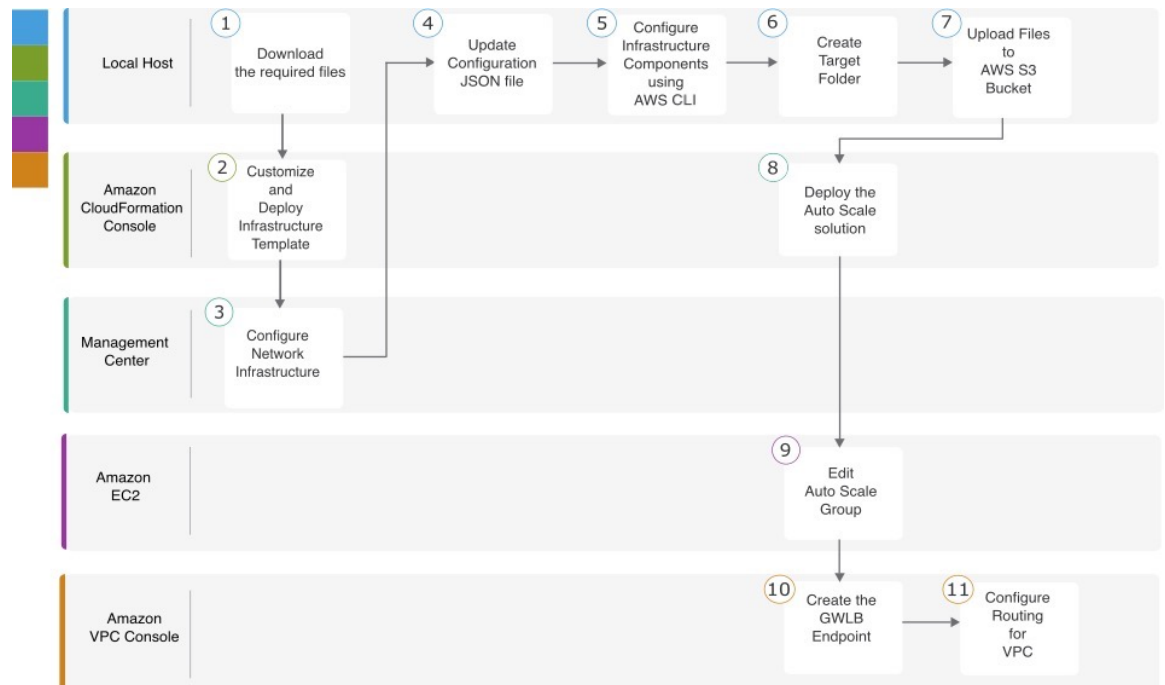 Local Host
1
Download
the required files
4
Update
Configuration
JSON file
5
Configure
Infrastructure
Components
using
AWS CLI
6
Create
Target
Folder
7
Upload Files
to
AWS S3
Bucket
Amazon
CloudFormation
Console
2
Customize
and
Deploy
Infrastructure
Template
8
Deploy the
Auto Scale
solution
Management
Center
3
Configure
Network
Infrastructure
Amazon
EC2
9
Edit
Auto Scale
Group
Amazon
VPC Console
10
Create the
GWLB
Endpoint
11
Configure
Routing
for
VPC